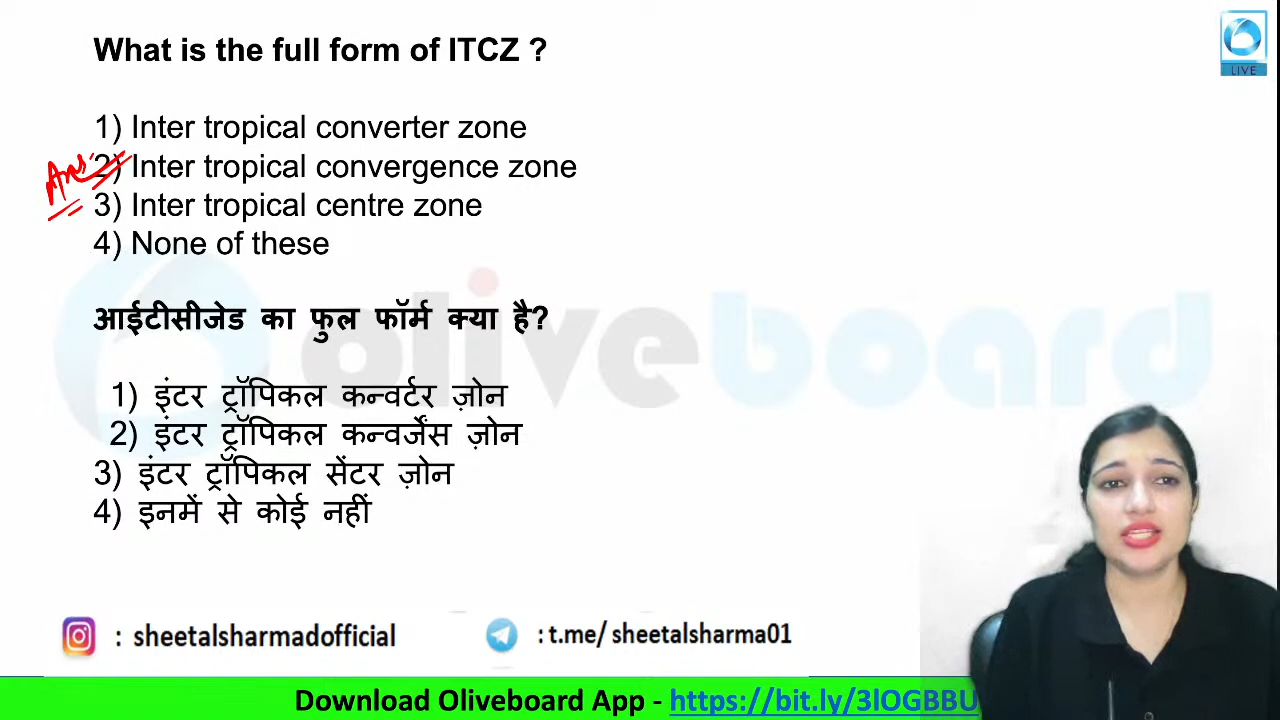 What is the full form of ITCZ ?
1) Inter tropical converter zone
Ans. 2) Inter tropical convergence zone
3) Inter tropical centre zone
4) None of these
oliveboard
आईटीसीजेड का फुल फॉर्म क्या है?
1) इंटर ट्रॉपिकल कन्वर्टर ज़ोन
2) इंटर ट्रॉपिकल कन्वर्जेंस ज़ोन
3) इंटर ट्रॉपिकल सेंटर ज़ोन
4) इनमें से कोई नहीं
: sheetalsharmadofficial
: t.me/ sheetalsharma01
Download Oliveboard App - https://bit.ly/3lOGBBU
LIVE